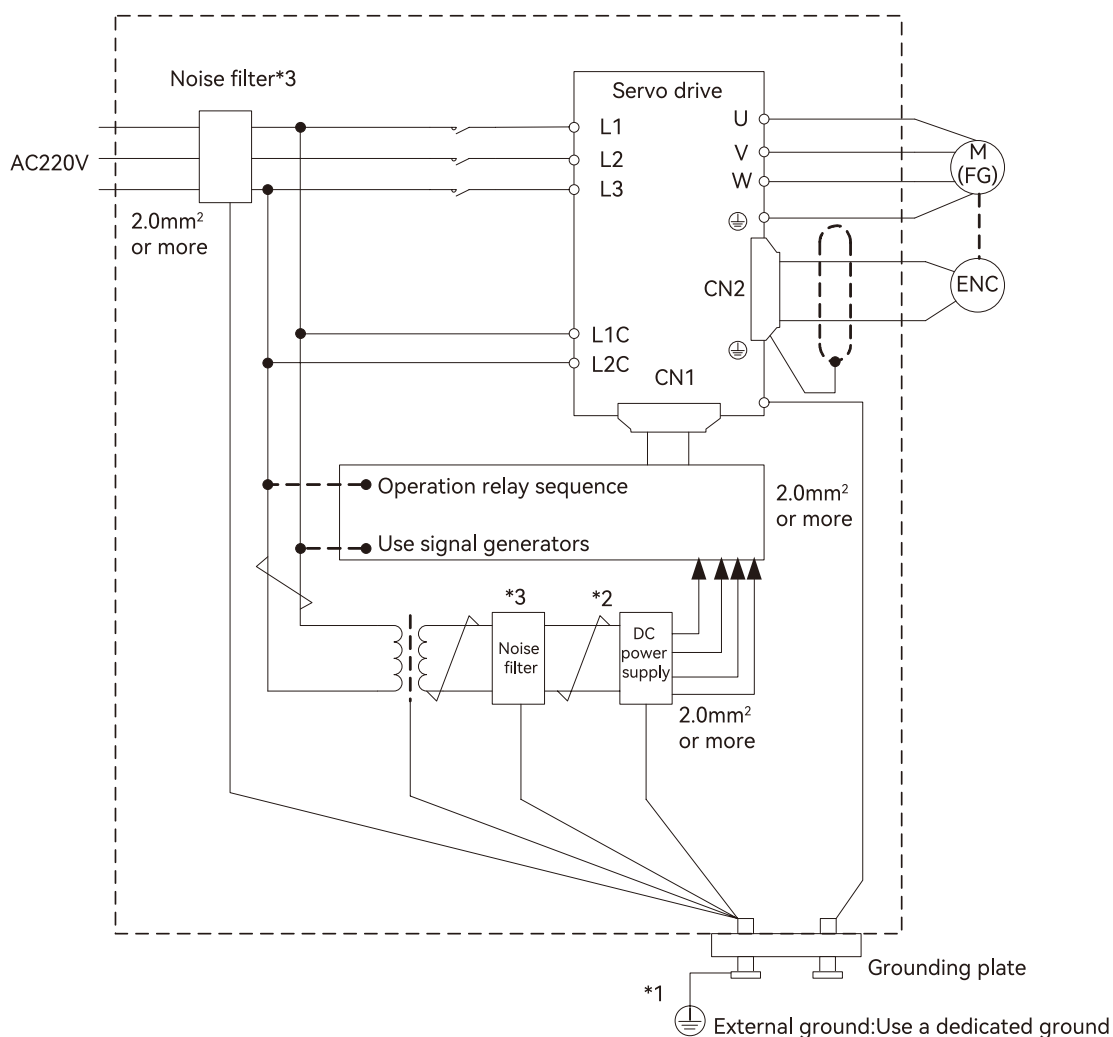 Noise filter*3
Servo drive
L1
U
AC220V
L2
V
M
L3
W
(FG)
2.0mm²
or more
CN2
ENC
L1C
L2C
CN1
Operation relay sequence
2.0mm²
or more
Use signal generators
*3
*2
Noise
filter
DC
power
supply
2.0mm²
or more
Grounding plate
*1
External ground:Use a dedicated ground